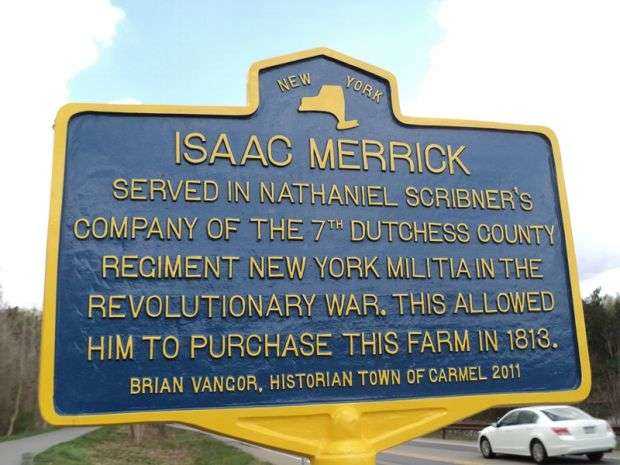 NEW YORK
ISAAC MERRICK
SERVED IN NATHANIEL SCRIBNER'S
COMPANY OF THE 7TH DUTCHESS COUNTY
REGIMENT NEW YORK MILITIA IN THE
REVOLUTIONARY WAR. THIS ALLOWED
HIM TO PURCHASE THIS FARM IN 1813.
BRIAN VANGOR, HISTORIAN TOWN OF CARMEL 2011